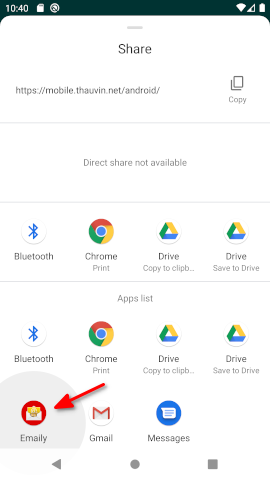 10:40
Share
https://mobile.thauvin.net/android/
Copy
Direct share not available
Bluetooth
Chrome
Print
Drive
Copy to clipb...
Drive
Save to Drive
Apps list
Bluetooth
Chrome
Print
Drive
Copy to clipb...
Drive
Save to Drive
Emaily
Gmail
Messages